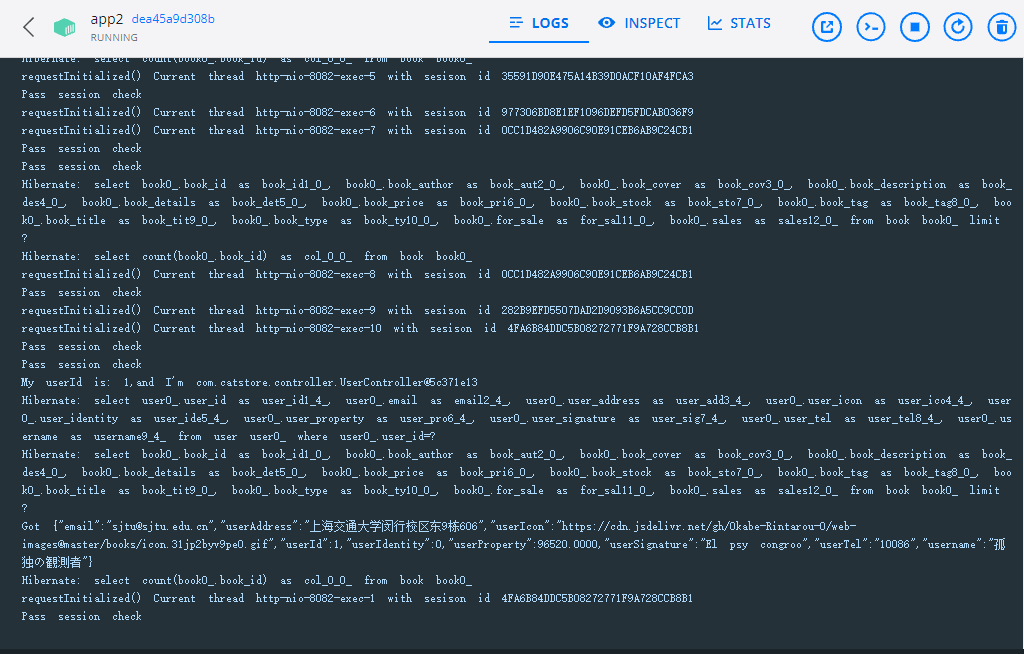 app2 dea45a9d308b
RUNNING
LOGS INSPECT STATS
Hibernate: select count(book0_.book_id) as col_0_0_ from book book0_
requestInitialized() Current thread http-nio-8082-exec-5 with sesison id 35591D90E475A14B39D0ACF10AF4FCA3
Pass session check
requestInitialized() Current thread http-nio-8082-exec-6 with sesison id 977306BD8E1EF1096DEFD5FDCAB036F9
requestInitialized() Current thread http-nio-8082-exec-7 with sesison id 0CC1D482A9906C90E91CEB6AB9C24CB1
Pass session check
Pass session check
Hibernate: select book0_.book_id as book_id1_0_, book0_.book_author as book_aut2_0_, book0_.book_cover as book_cov3_0_, book0_.book_description as book_
des4_0_, book0_.book_details as book_det5_0_, book0_.book_price as book_pri6_0_, book0_.book_stock as book_sto7_0_, book0_.book_tag as book_tag8_0_, boo
k0_.book_title as book_tit9_0_, book0_.book_type as book_ty10_0_, book0_.for_sale as for_sal11_0_, book0_.sales as sales12_0_ from book book0_ limit
?
Hibernate: select count(book0_.book_id) as col_0_0_ from book book0_
requestInitialized() Current thread http-nio-8082-exec-8 with sesison id 0CC1D482A9906C90E91CEB6AB9C24CB1
Pass session check
requestInitialized() Current thread http-nio-8082-exec-9 with sesison id 282B9EFD5507DAD2D9093B6A5CC9CC0D
requestInitialized() Current thread http-nio-8082-exec-10 with sesison id 4FA6B84DDC5B08272771F9A728CCB8B1
Pass session check
Pass session check
My userId is: 1,and I'm com.catstore.controller.UserController@5c371e13
Hibernate: select user0_.user_id as user_id1_4_, user0_.email as email2_4_, user0_.user_address as user_add3_4_, user0_.user_icon as user_ico4_4_, user
0_.user_identity as user_ide5_4_, user0_.user_property as user_pro6_4_, user0_.user_signature as user_sig7_4_, user0_.user_tel as user_tel8_4_, user0_.us
ername as username9_4_ from user user0_ where user0_.user_id=?
Hibernate: select book0_.book_id as book_id1_0_, book0_.book_author as book_aut2_0_, book0_.book_cover as book_cov3_0_, book0_.book_description as book_
des4_0_, book0_.book_details as book_det5_0_, book0_.book_price as book_pri6_0_, book0_.book_stock as book_sto7_0_, book0_.book_tag as book_tag8_0_, boo
k0_.book_title as book_tit9_0_, book0_.book_type as book_ty10_0_, book0_.for_sale as for_sal11_0_, book0_.sales as sales12_0_ from book book0_ limit
?
Got {"email":"sjtu@sjtu.edu.cn","userAddress":"上海交通大学闵行校区东9栋606","userIcon":"https://cdn.jsdelivr.net/gh/Okabe-Rintarou-0/web-
images@master/books/icon.31jp2byv9pe0.gif","userId":1,"userIdentity":0,"userProperty":96520.0000,"userSignature":"El psy congroo","userTel":"10086","username":"孤
独の観測者"}
Hibernate: select count(book0_.book_id) as col_0_0_ from book book0_
requestInitialized() Current thread http-nio-8082-exec-1 with sesison id 4FA6B84DDC5B08272771F9A728CCB8B1
Pass session check